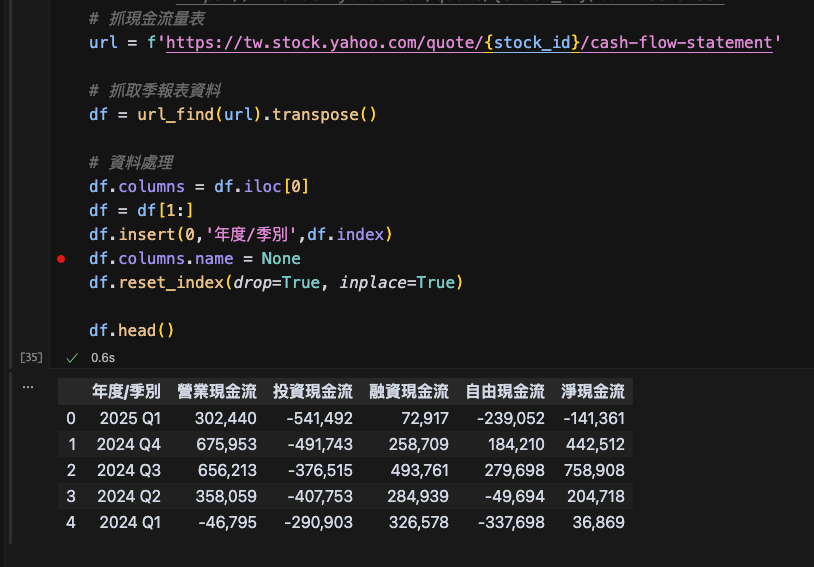 # 抓現金流量表
url = f'https://tw.stock.yahoo.com/quote/{stock_id}/cash-flow-statement'
# 抓取季報表資料
df = url_find(url).transpose()
# 資料處理
df.columns = df.iloc[0]
df = df[1:]
df.insert(0,'年度/季別',df.index)
df.columns.name = None
df.reset_index(drop=True, inplace=True)
df.head()
[35] ✓ 0.6s
...
年度/季別 營業現金流 投資現金流 融資現金流 自由現金流 淨現金流
0 2025 Q1 302,440 -541,492 72,917 -239,052 -141,361
1 2024 Q4 675,953 -491,743 258,709 184,210 442,512
2 2024 Q3 656,213 -376,515 493,761 279,698 758,908
3 2024 Q2 358,059 -407,753 284,939 -49,694 204,718
4 2024 Q1 -46,795 -290,903 326,578 -337,698 36,869